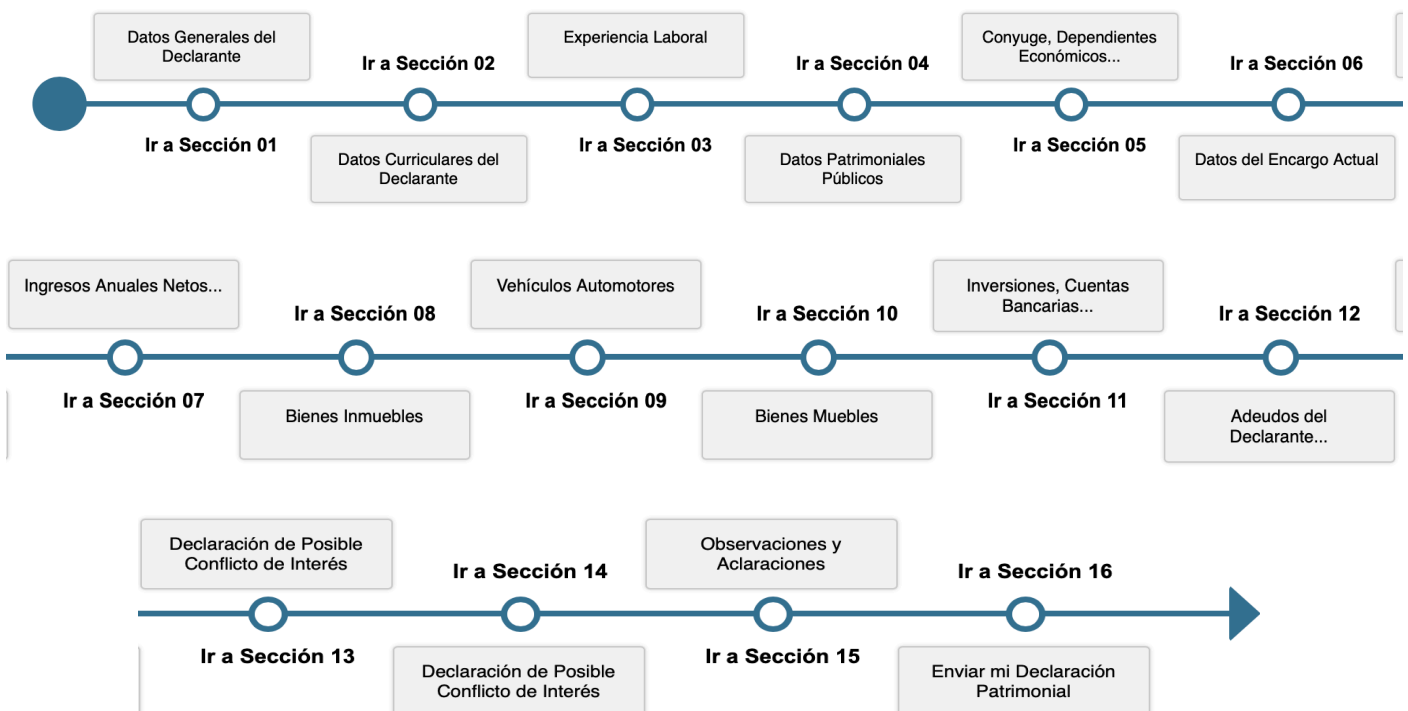 Datos Generales del
Declarante
Ir a Sección 01
Ir a Sección 02
Datos Curriculares del
Declarante
Experiencia Laboral
Ir a Sección 03
Ir a Sección 04
Datos Patrimoniales
Públicos
Conyuge, Dependientes
Económicos...
Ir a Sección 05
Ir a Sección 06
Datos del Encargo Actual
Ingresos Anuales Netos...
Ir a Sección 07
Ir a Sección 08
Bienes Inmuebles
Vehículos Automotores
Ir a Sección 09
Ir a Sección 10
Bienes Muebles
Inversiones, Cuentas
Bancarias...
Ir a Sección 11
Ir a Sección 12
Adeudos del
Declarante...
Declaración de Posible
Conflicto de Interés
Ir a Sección 13
Ir a Sección 14
Declaración de Posible
Conflicto de Interés
Observaciones y
Aclaraciones
Ir a Sección 15
Ir a Sección 16
Enviar mi Declaración
Patrimonial